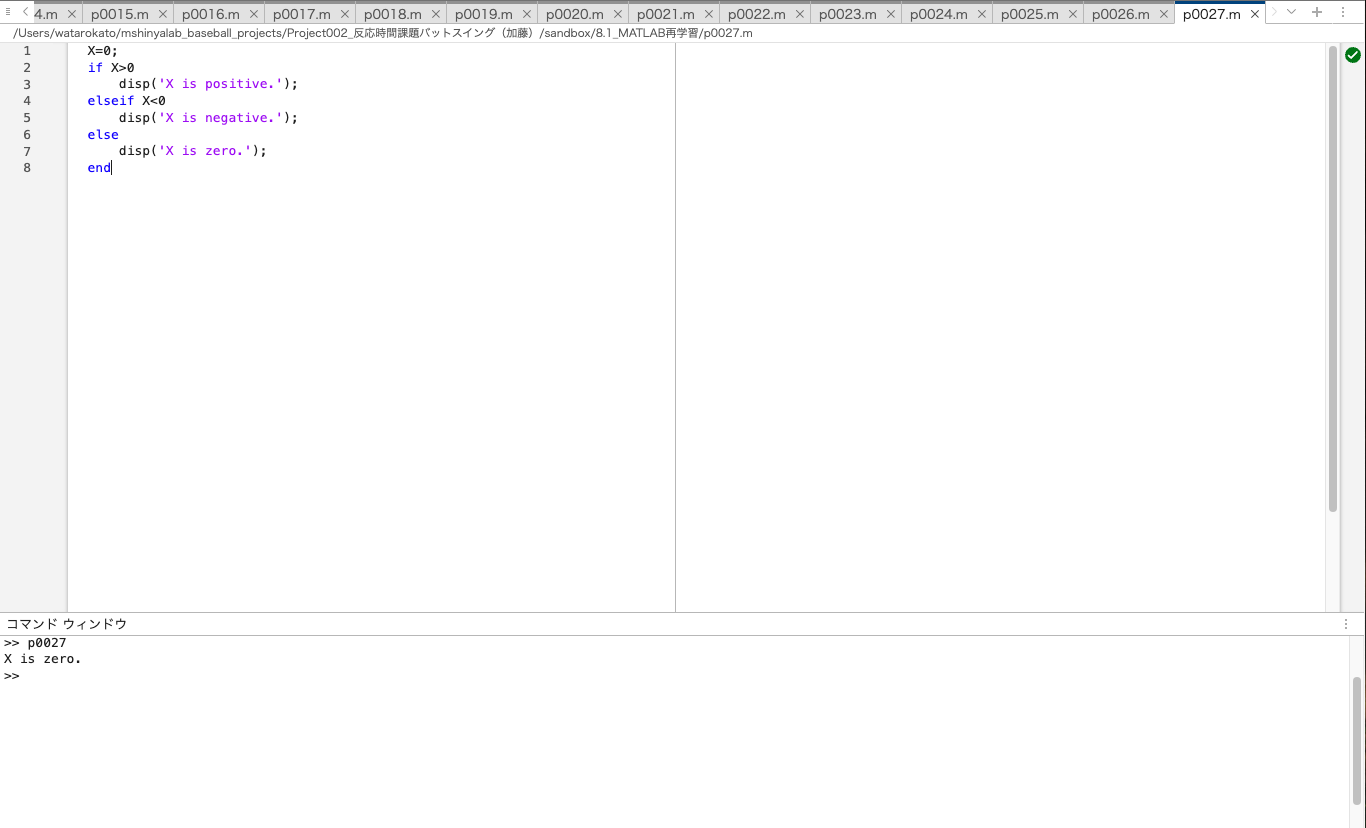 4.m p0015.m p0016.m p0017.m p0018.m p0019.m p0020.m p0021.m p0022.m p0023.m p0024.m p0025.m p0026.m p0027.m
/Users/watarokato/mshinyalab_baseball_projects/Project002_反応時間課題バットスイング（加藤）/sandbox/8.1_MATLAB再学習/p0027.m
1 X=0;
2 if X>0
3 disp('X is positive.');
4 elseif X<0
5 disp('X is negative.');
6 else
7 disp('X is zero.');
8 end
コマンド ウィンドウ
>> p0027
X is zero.
>>